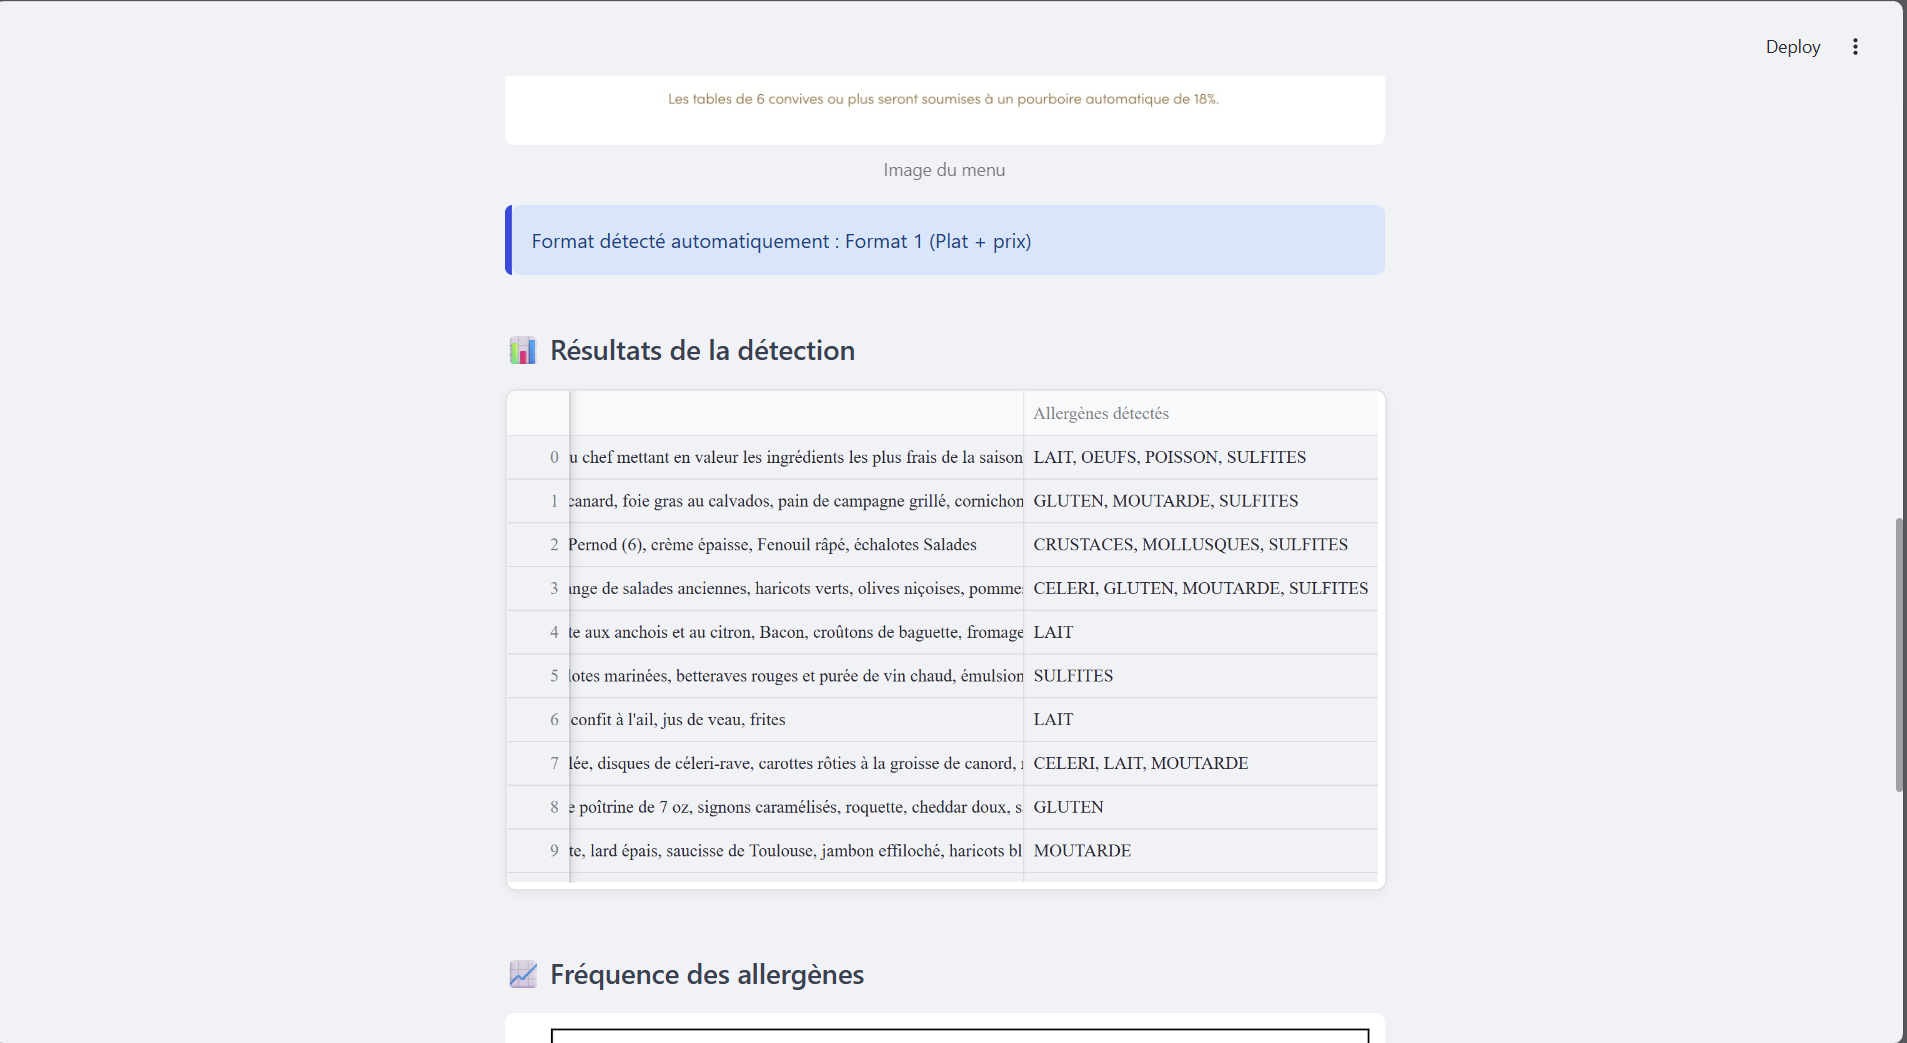 Deploy
Les tables de 6 convives ou plus seront soumises à un pourboire automatique de 18%.
Image du menu
Format détecté automatiquement : Format 1 (Plat + prix)
Résultats de la détection
Allergènes détectés
0 u chef mettant en valeur les ingrédients les plus frais de la saison LAIT, OEUFS, POISSON, SULFITES
1 canard, foie gras au calvados, pain de campagne grillé, cornichon GLUTEN, MOUTARDE, SULFITES
2 Pernod (6), crème épaisse, Fenouil râpé, échalotes Salades CRUSTACES, MOLLUSQUES, SULFITES
3 nge de salades anciennes, haricots verts, olives niçoises, pommes CELERI, GLUTEN, MOUTARDE, SULFITES
4 te aux anchois et au citron, Bacon, croûtons de baguette, fromage LAIT
5 lotes marinées, betteraves rouges et purée de vin chaud, émulsion SULFITES
6 confit à l'ail, jus de veau, frites LAIT
7 lée, disques de céleri-rave, carottes rôties à la groisse de canord, CELERI, LAIT, MOUTARDE
8 e poîtrine de 7 oz, signons caramélisés, roquette, cheddar doux, s GLUTEN
9 te, lard épais, saucisse de Toulouse, jambon effiloché, haricots bl MOUTARDE
Fréquence des allergènes